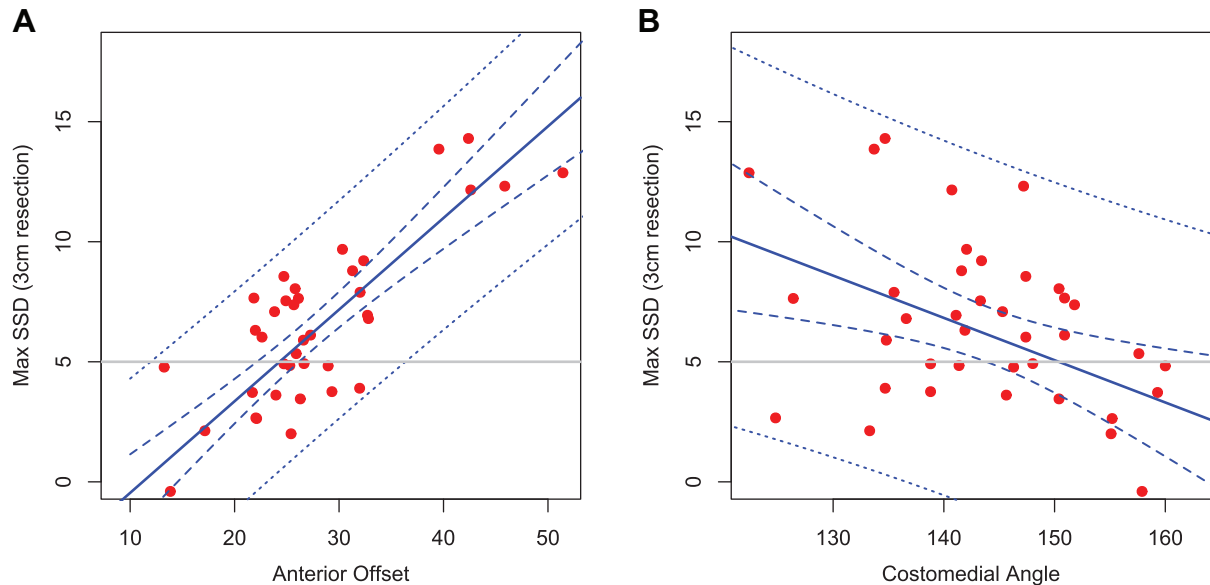 A
Max SSD (3cm resection)
15
10
5
0
10 20 30 40 50
Anterior Offset
B
Max SSD (3cm resection)
15
10
5
0
130 140 150 160
Costomedial Angle